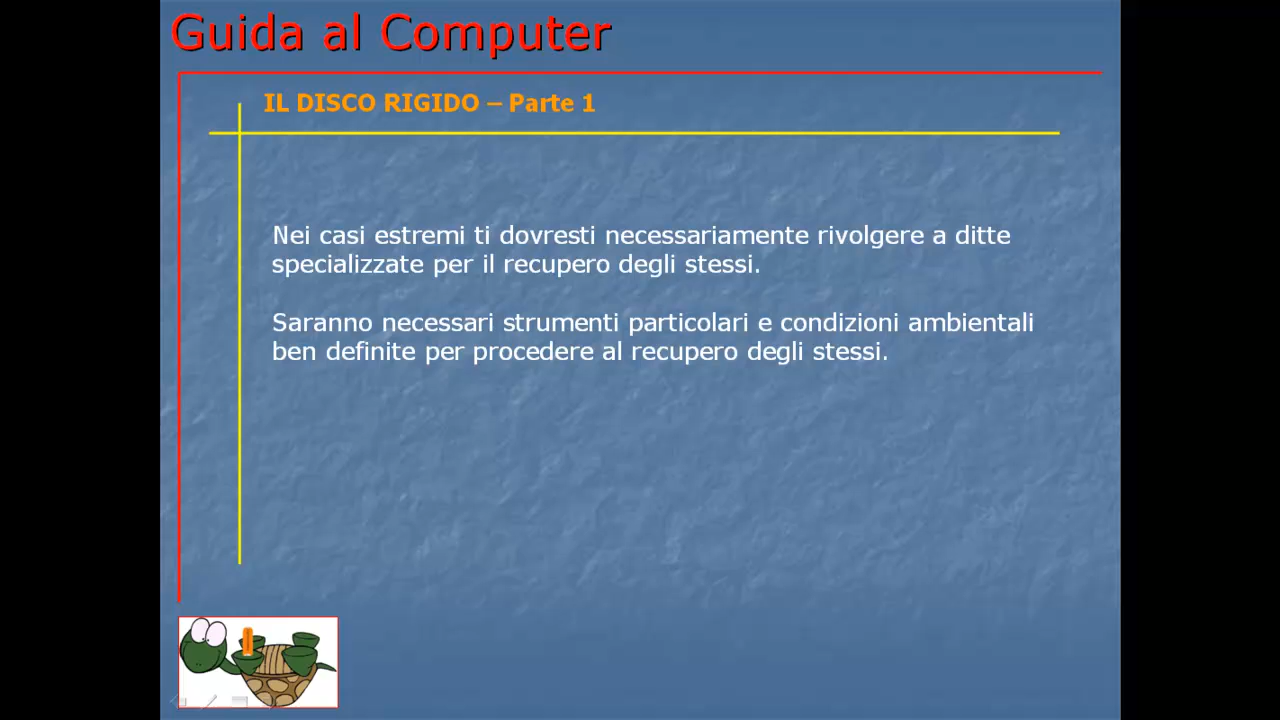 Guida al Computer
IL DISCO RIGIDO – Parte 1
Nei casi estremi ti dovresti necessariamente rivolgere a ditte
specializzate per il recupero degli stessi.
Saranno necessari strumenti particolari e condizioni ambientali
ben definite per procedere al recupero degli stessi.